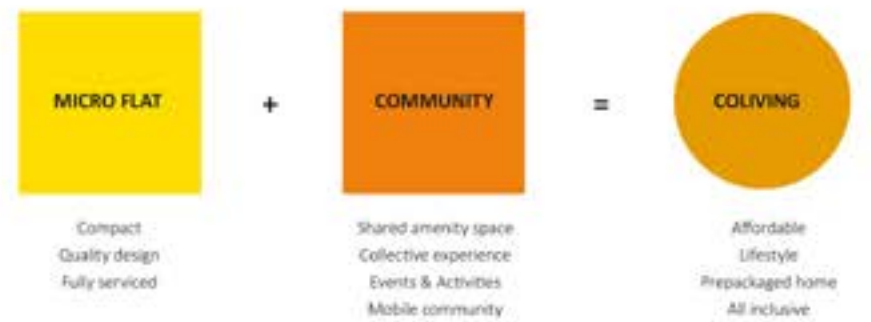 MICRO FLAT
+
COMMUNITY
=
COLIVING
Compact
Quality design
Fully serviced
Shared amenity space
Collective experience
Events & Activities
Mobile community
Affordable
Lifestyle
Prepackaged home
All inclusive